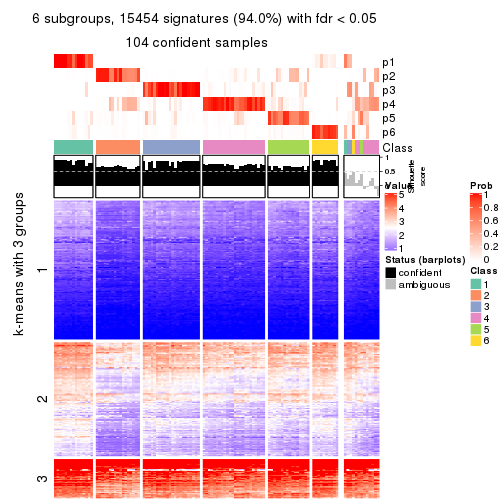 6 subgroups, 15454 signatures (94.0%) with fdr < 0.05
104 confident samples
p1
p2
p3
p4
p5
p6
Class
1
0.5
0
Silhouette
score
k-means with 3 groups
1
2
3
Value
5
4
3
2
1
Status (barplots)
confident
ambiguous
Prob
1
0.8
0.6
0.4
0.2
0
Class
1
2
3
4
5
6